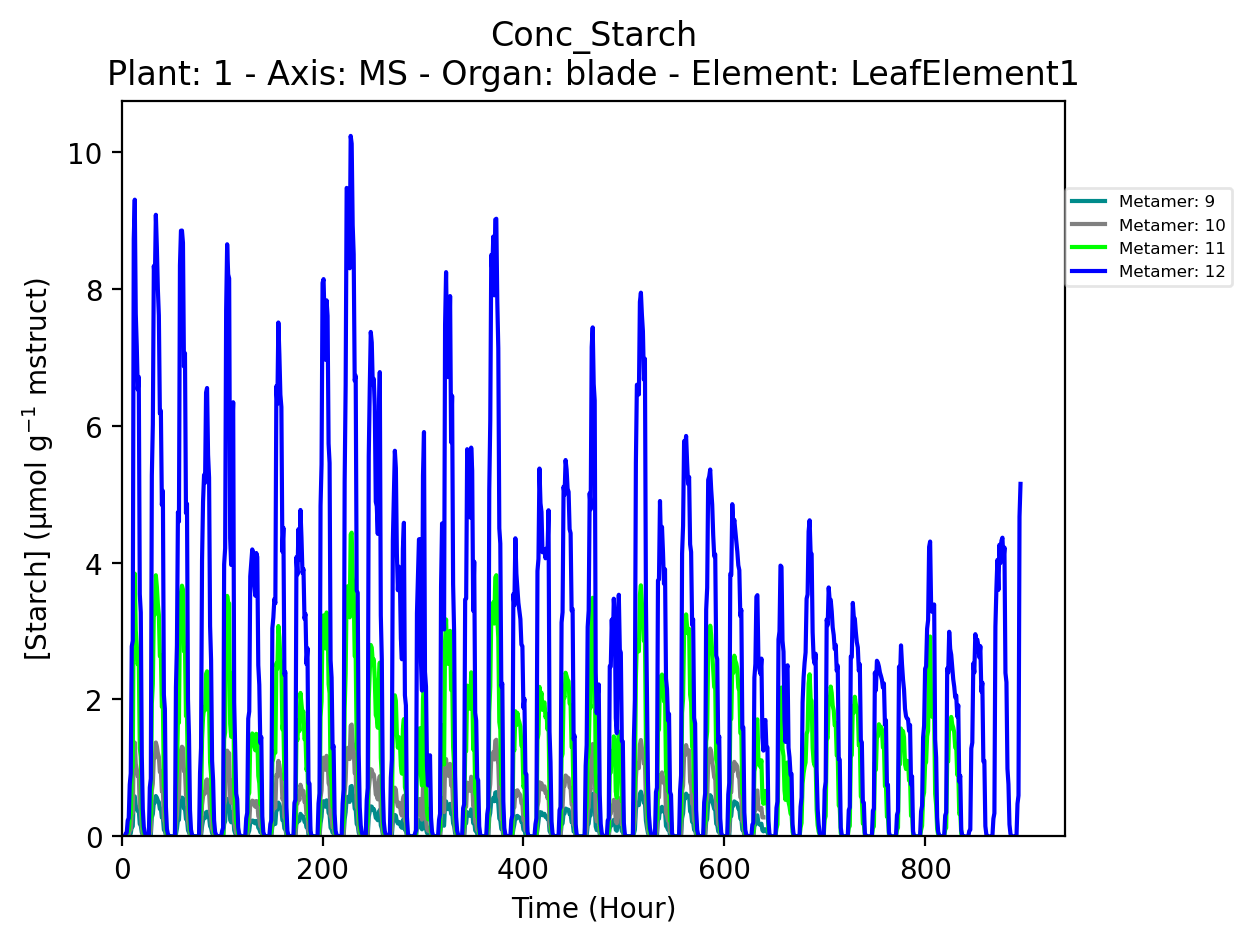 Conc_Starch
Plant: 1 - Axis: MS - Organ: blade - Element: LeafElement1
[Starch] (µmol g⁻¹ mstruct)
10
8
6
4
2
0
0 200 400 600 800
Time (Hour)
Metamer: 9
Metamer: 10
Metamer: 11
Metamer: 12